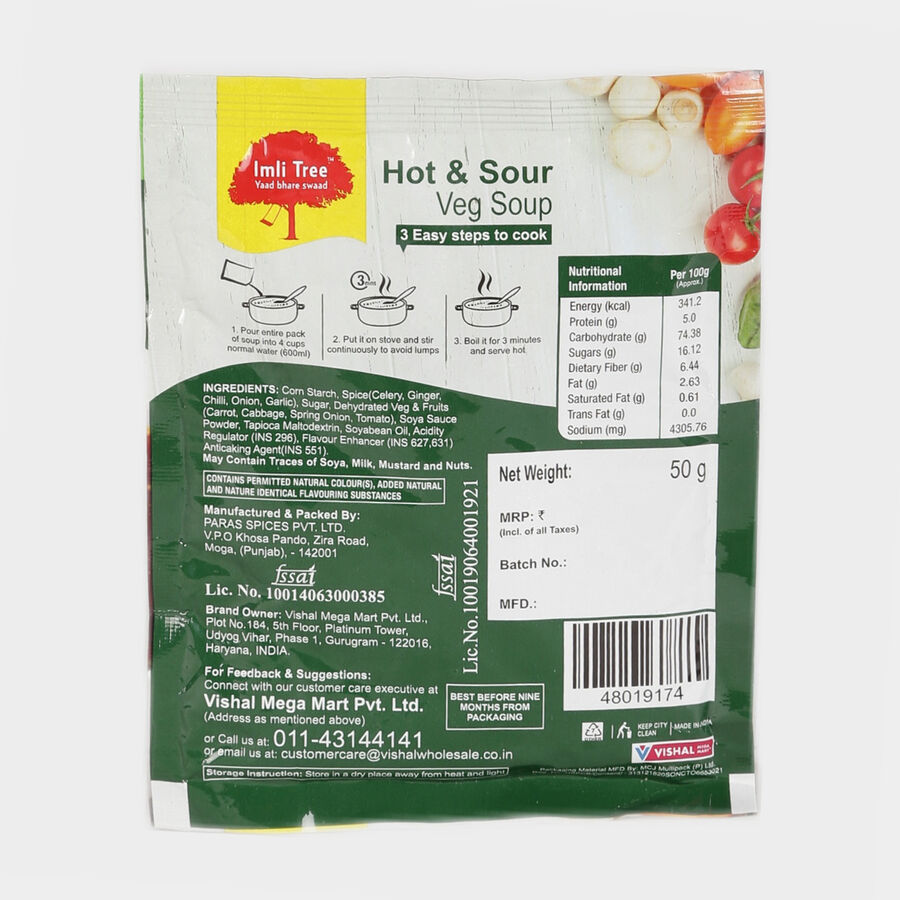 Imli Tree™
Yaad bhare swaad
Hot & Sour
Veg Soup
3 Easy steps to cook
3 mins
1. Pour entire pack
of soup into 4 cups
normal water (600ml)
2. Put it on stove and stir
continuously to avoid lumps
3. Boil it for 3 minutes
and serve hot
Nutritional
Information
Per 100g
(Approx.)
Energy (kcal) 341.2
Protein (g) 5.0
Carbohydrate (g) 74.38
Sugars (g) 16.12
Dietary Fiber (g) 6.44
Fat (g) 2.63
Saturated Fat (g) 0.61
Trans Fat (g) 0.0
Sodium (mg) 4305.76
INGREDIENTS: Corn Starch, Spice(Celery, Ginger,
Chilli, Onion, Garlic), Sugar, Dehydrated Veg & Fruits
(Carrot, Cabbage, Spring Onion, Tomato), Soya Sauce
Powder, Tapioca Maltodextrin, Soyabean Oil, Acidity
Regulator (INS 296), Flavour Enhancer (INS 627,631)
Anticaking Agent(INS 551).
May Contain Traces of Soya, Milk, Mustard and Nuts.
CONTAINS PERMITTED NATURAL COLOUR(S), ADDED NATURAL
AND NATURE IDENTICAL FLAVOURING SUBSTANCES
Manufactured & Packed By:
PARAS SPICES PVT. LTD.
V.P.O Khosa Pando, Zira Road,
Moga, (Punjab), - 142001
fssai
Lic. No. 10014063000385
Brand Owner: Vishal Mega Mart Pvt. Ltd.,
Plot No.184, 5th Floor, Platinum Tower,
Udyog Vihar, Phase 1, Gurugram - 122016,
Haryana, INDIA.
For Feedback & Suggestions:
Connect with our customer care executive at
Vishal Mega Mart Pvt. Ltd.
(Address as mentioned above)
or Call us at: 011-43144141
or email us at: customercare@vishalwholesale.co.in
Storage Instruction: Store in a dry place away from heat and light
fssai
Lic.No.10019064001921
BEST BEFORE NINE
MONTHS FROM
PACKAGING
Net Weight: 50 g
MRP: ₹
(Incl. of all Taxes)
Batch No.:
MFD.:
48019174
KEEP CITY
CLEAN
MADE IN INDIA
VISHAL MEGA MART
Packaging Material MFD By: MCJ Multipack (P) Ltd.